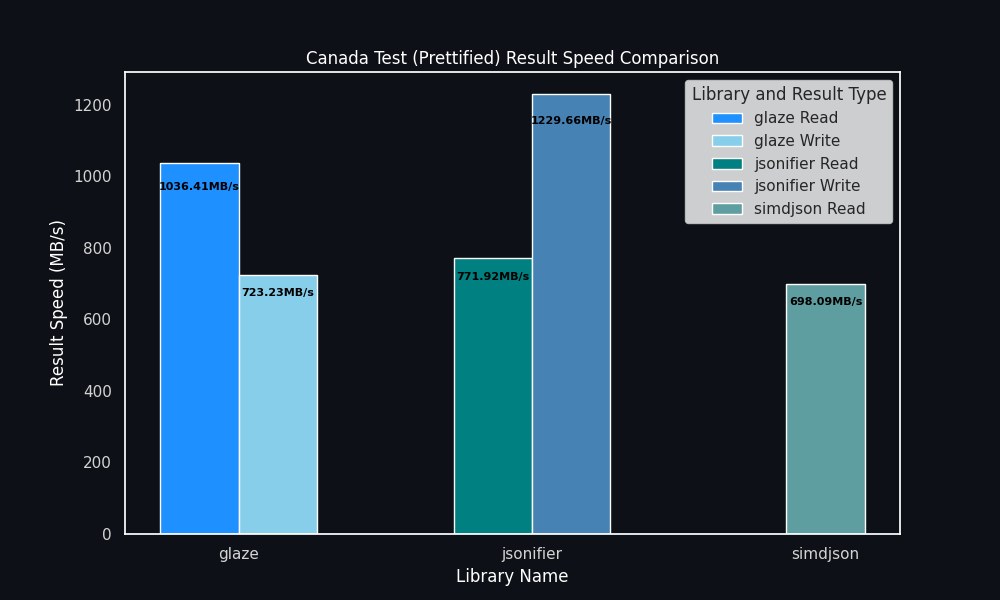 Canada Test (Prettified) Result Speed Comparison
Result Speed (MB/s)
1200
1000
800
600
400
200
0
1036.41MB/s
723.23MB/s
771.92MB/s
1229.66MB/s
698.09MB/s
Library and Result Type
glaze Read
glaze Write
jsonifier Read
jsonifier Write
simdjson Read
glaze
jsonifier
simdjson
Library Name